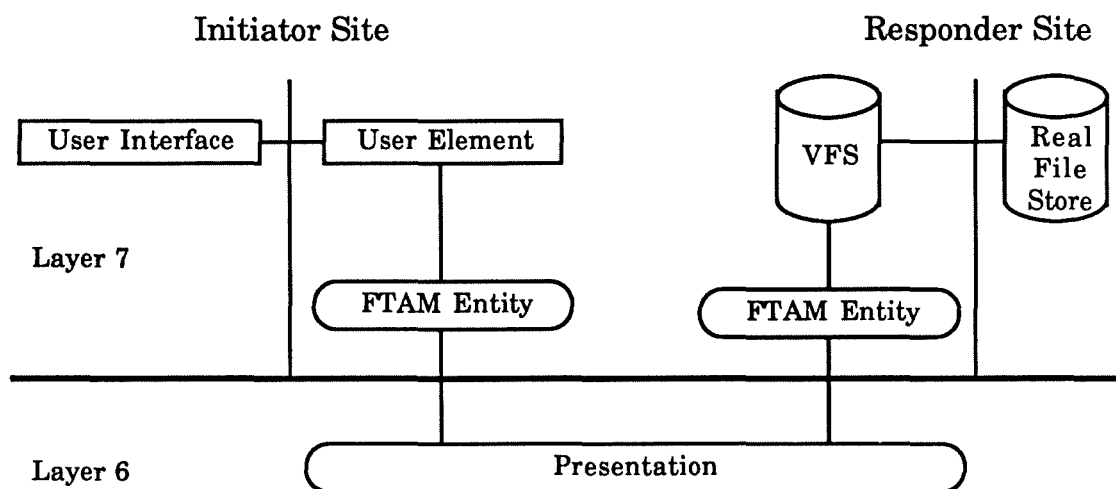 Initiator Site
Responder Site
User Interface
User Element
VFS
Real
File
Store
Layer 7
FTAM Entity
FTAM Entity
Layer 6
Presentation